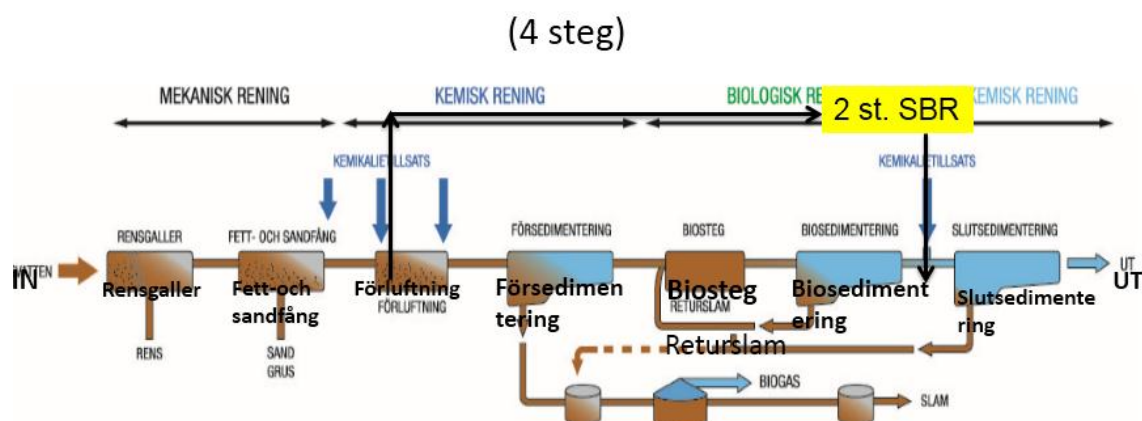 (4 steg)
MEKANISK RENING
KEMISK RENING
BIOLOGISK RE
2 st. SBR
KEMISK RENING
KEMIKALIETILLSATS
KEMIKALIETILLSATS
RENSGALLER
FETT- OCH SANDFÅNG
FÖRSEDIMENTERING
BIOSTEG
BIOSEDIMENTERING
SLUTSEDIMENTERING
IN
UT
UT
Rensgaller
Fett-och
sandfång
Förluftning
FÖRLUFTNING
Försedimen
tering
Biosteg
RETURSLAM
Biosediment
ering
Slutsedimente
ring
Returslam
RENS
SAND
GRUS
BIOGAS
SLAM